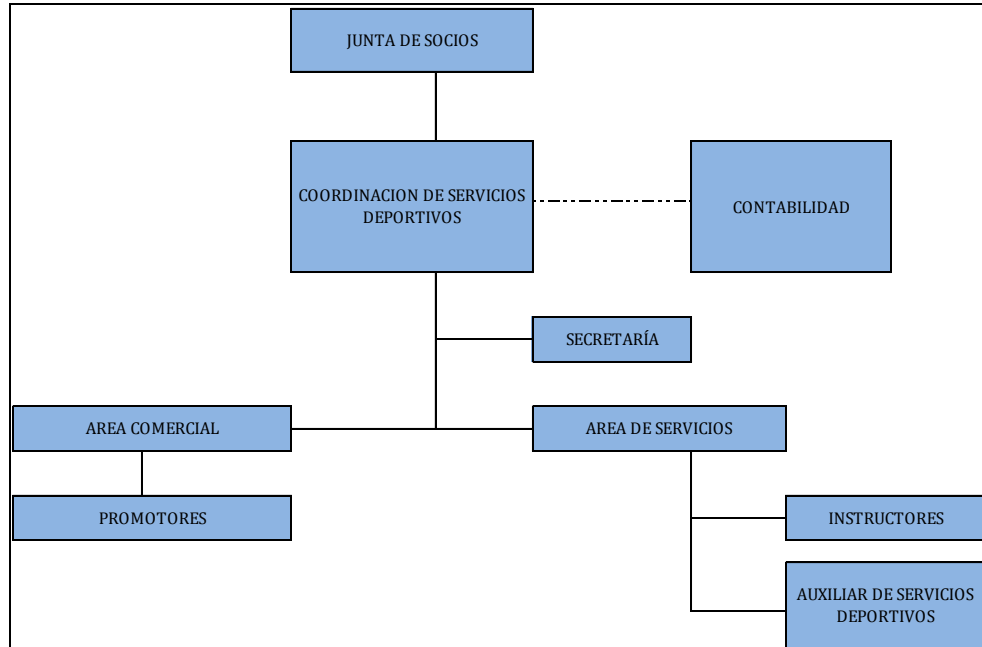 JUNTA DE SOCIOS
COORDINACION DE SERVICIOS
DEPORTIVOS
CONTABILIDAD
SECRETARÍA
AREA COMERCIAL
AREA DE SERVICIOS
PROMOTORES
INSTRUCTORES
AUXILIAR DE SERVICIOS
DEPORTIVOS